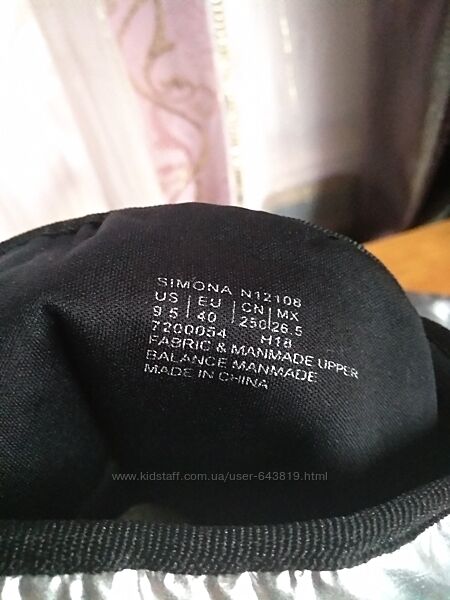 SIMONA N12108
US | EU | CN | MX
9.5 | 40 | 250 | 26.5
7200054 H18
FABRIC & MANMADE UPPER
BALANCE MANMADE
MADE IN CHINA
www.kidstaff.com.ua/user-643819.html